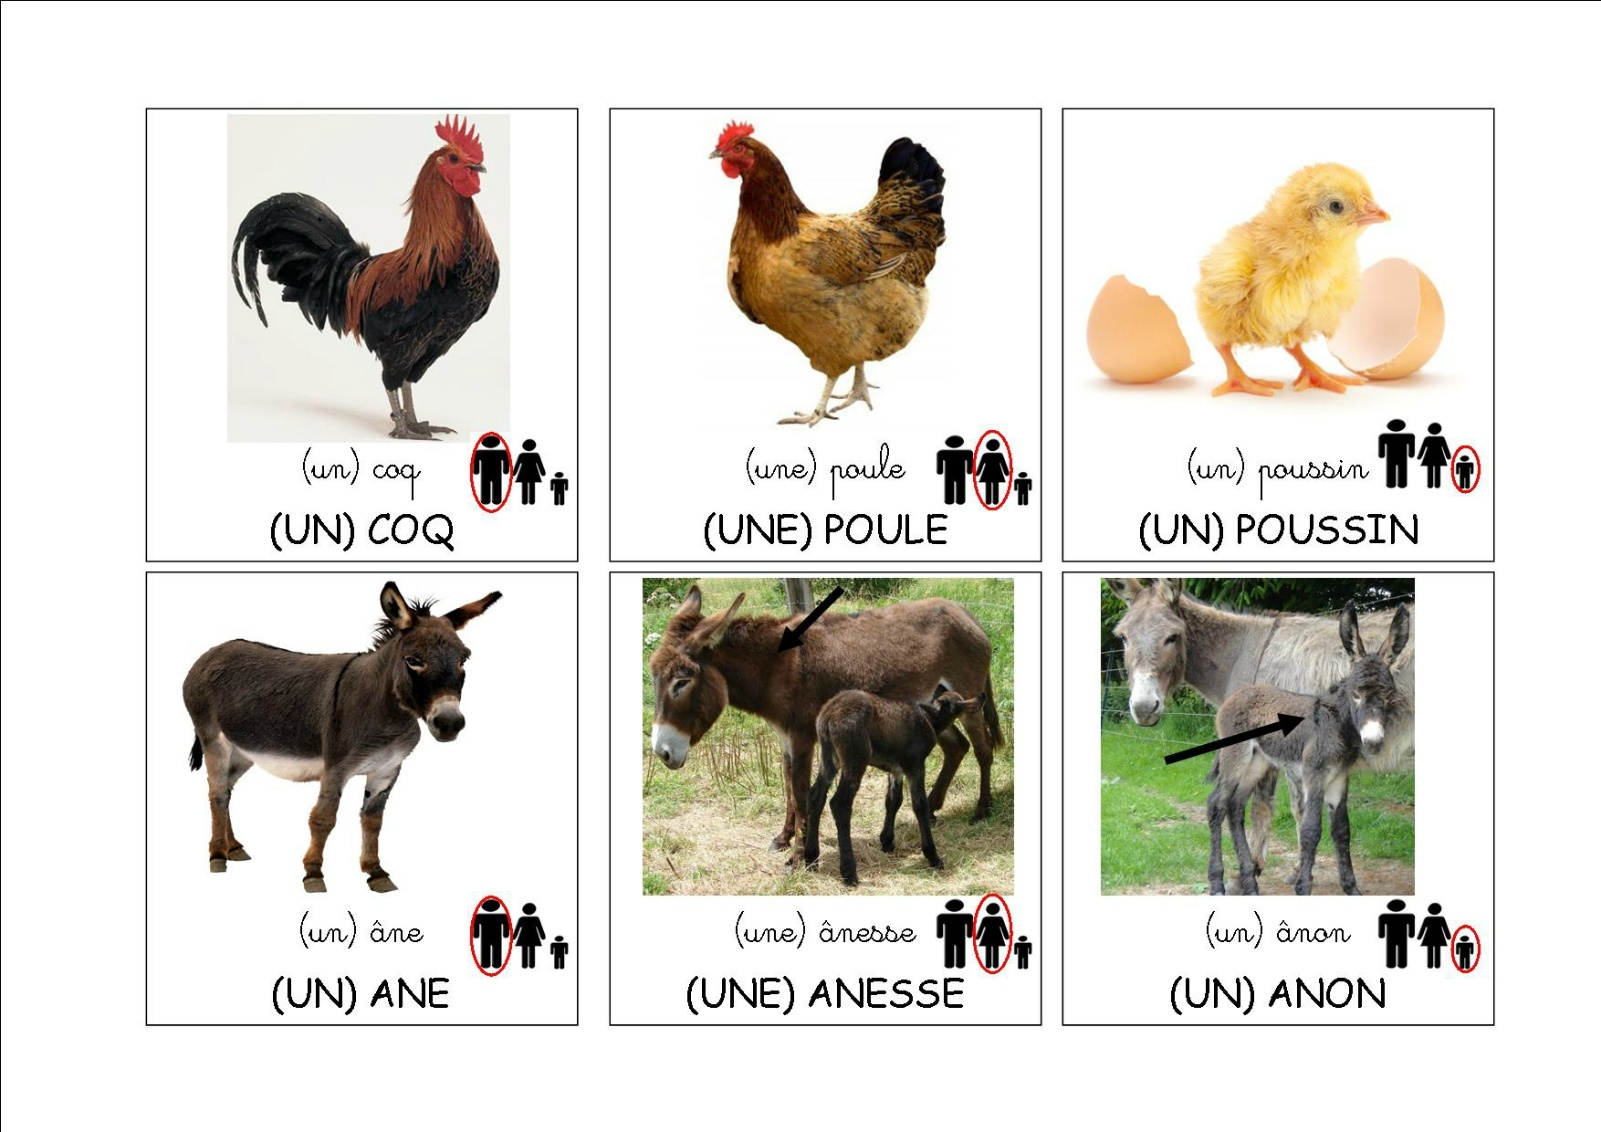 (un) coq
(UN) COQ
(une) poule
(UNE) POULE
(un) poussin
(UN) POUSSIN
(un) âne
(UN) ANE
(une) ânesse
(UNE) ANESSE
(un) ânon
(UN) ANON